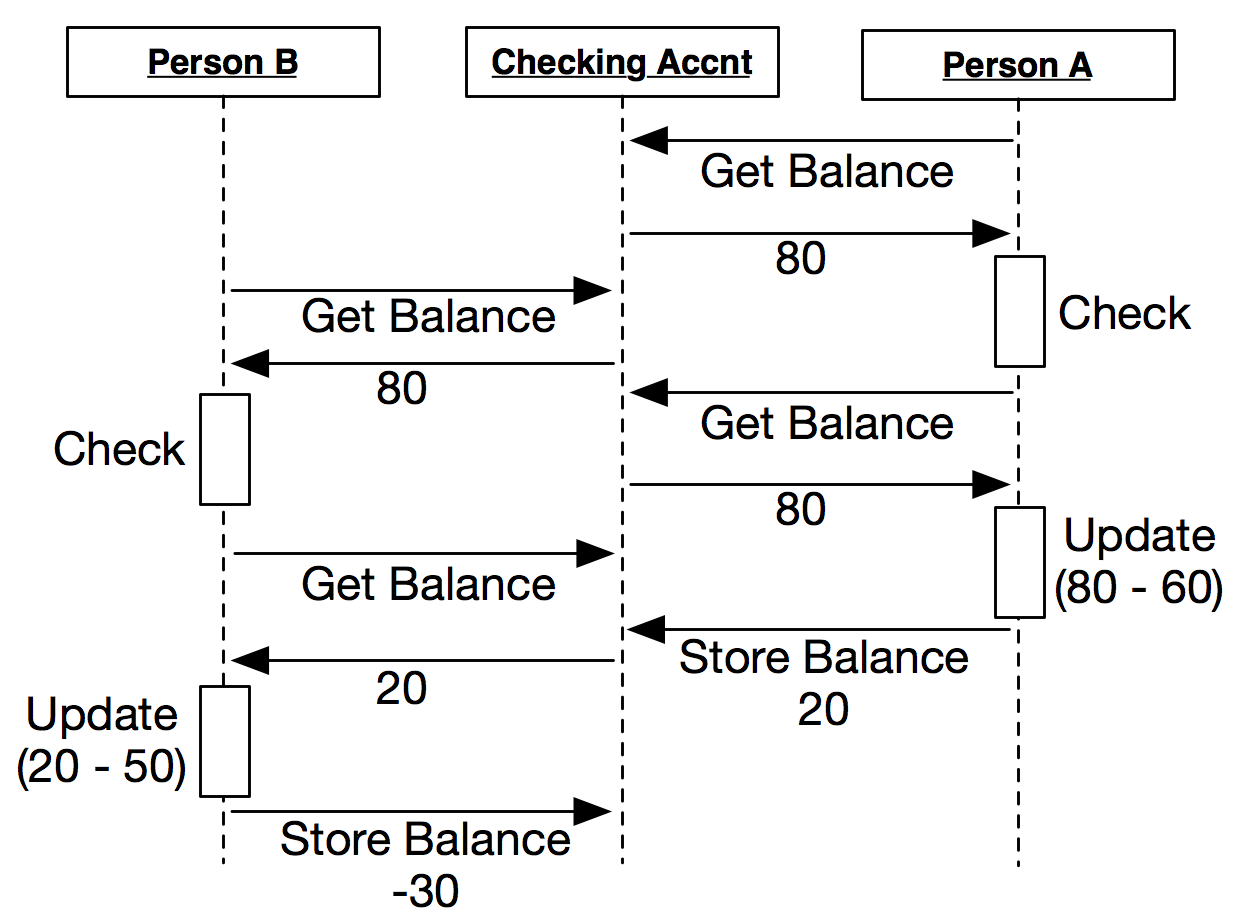 Person B
Checking Accnt
Person A
Get Balance
80
Get Balance
Check
80
Get Balance
Check
80
Update
(80 - 60)
Get Balance
Store Balance
20
20
Update
(20 - 50)
Store Balance
-30